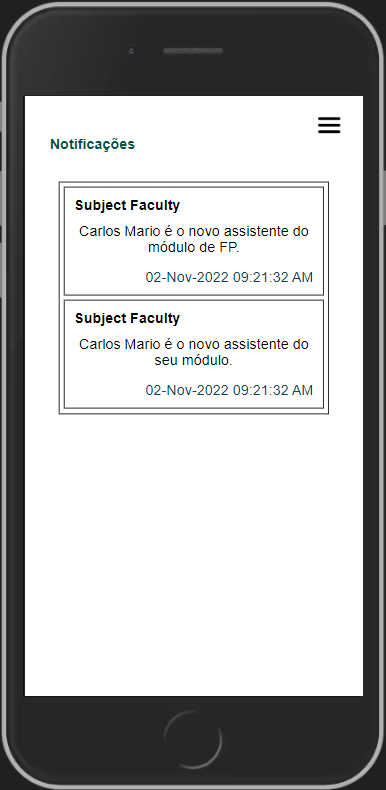 Notificações
Subject Faculty
Carlos Mario é o novo assistente do
módulo de FP.
02-Nov-2022 09:21:32 AM
Subject Faculty
Carlos Mario é o novo assistente do
seu módulo.
02-Nov-2022 09:21:32 AM